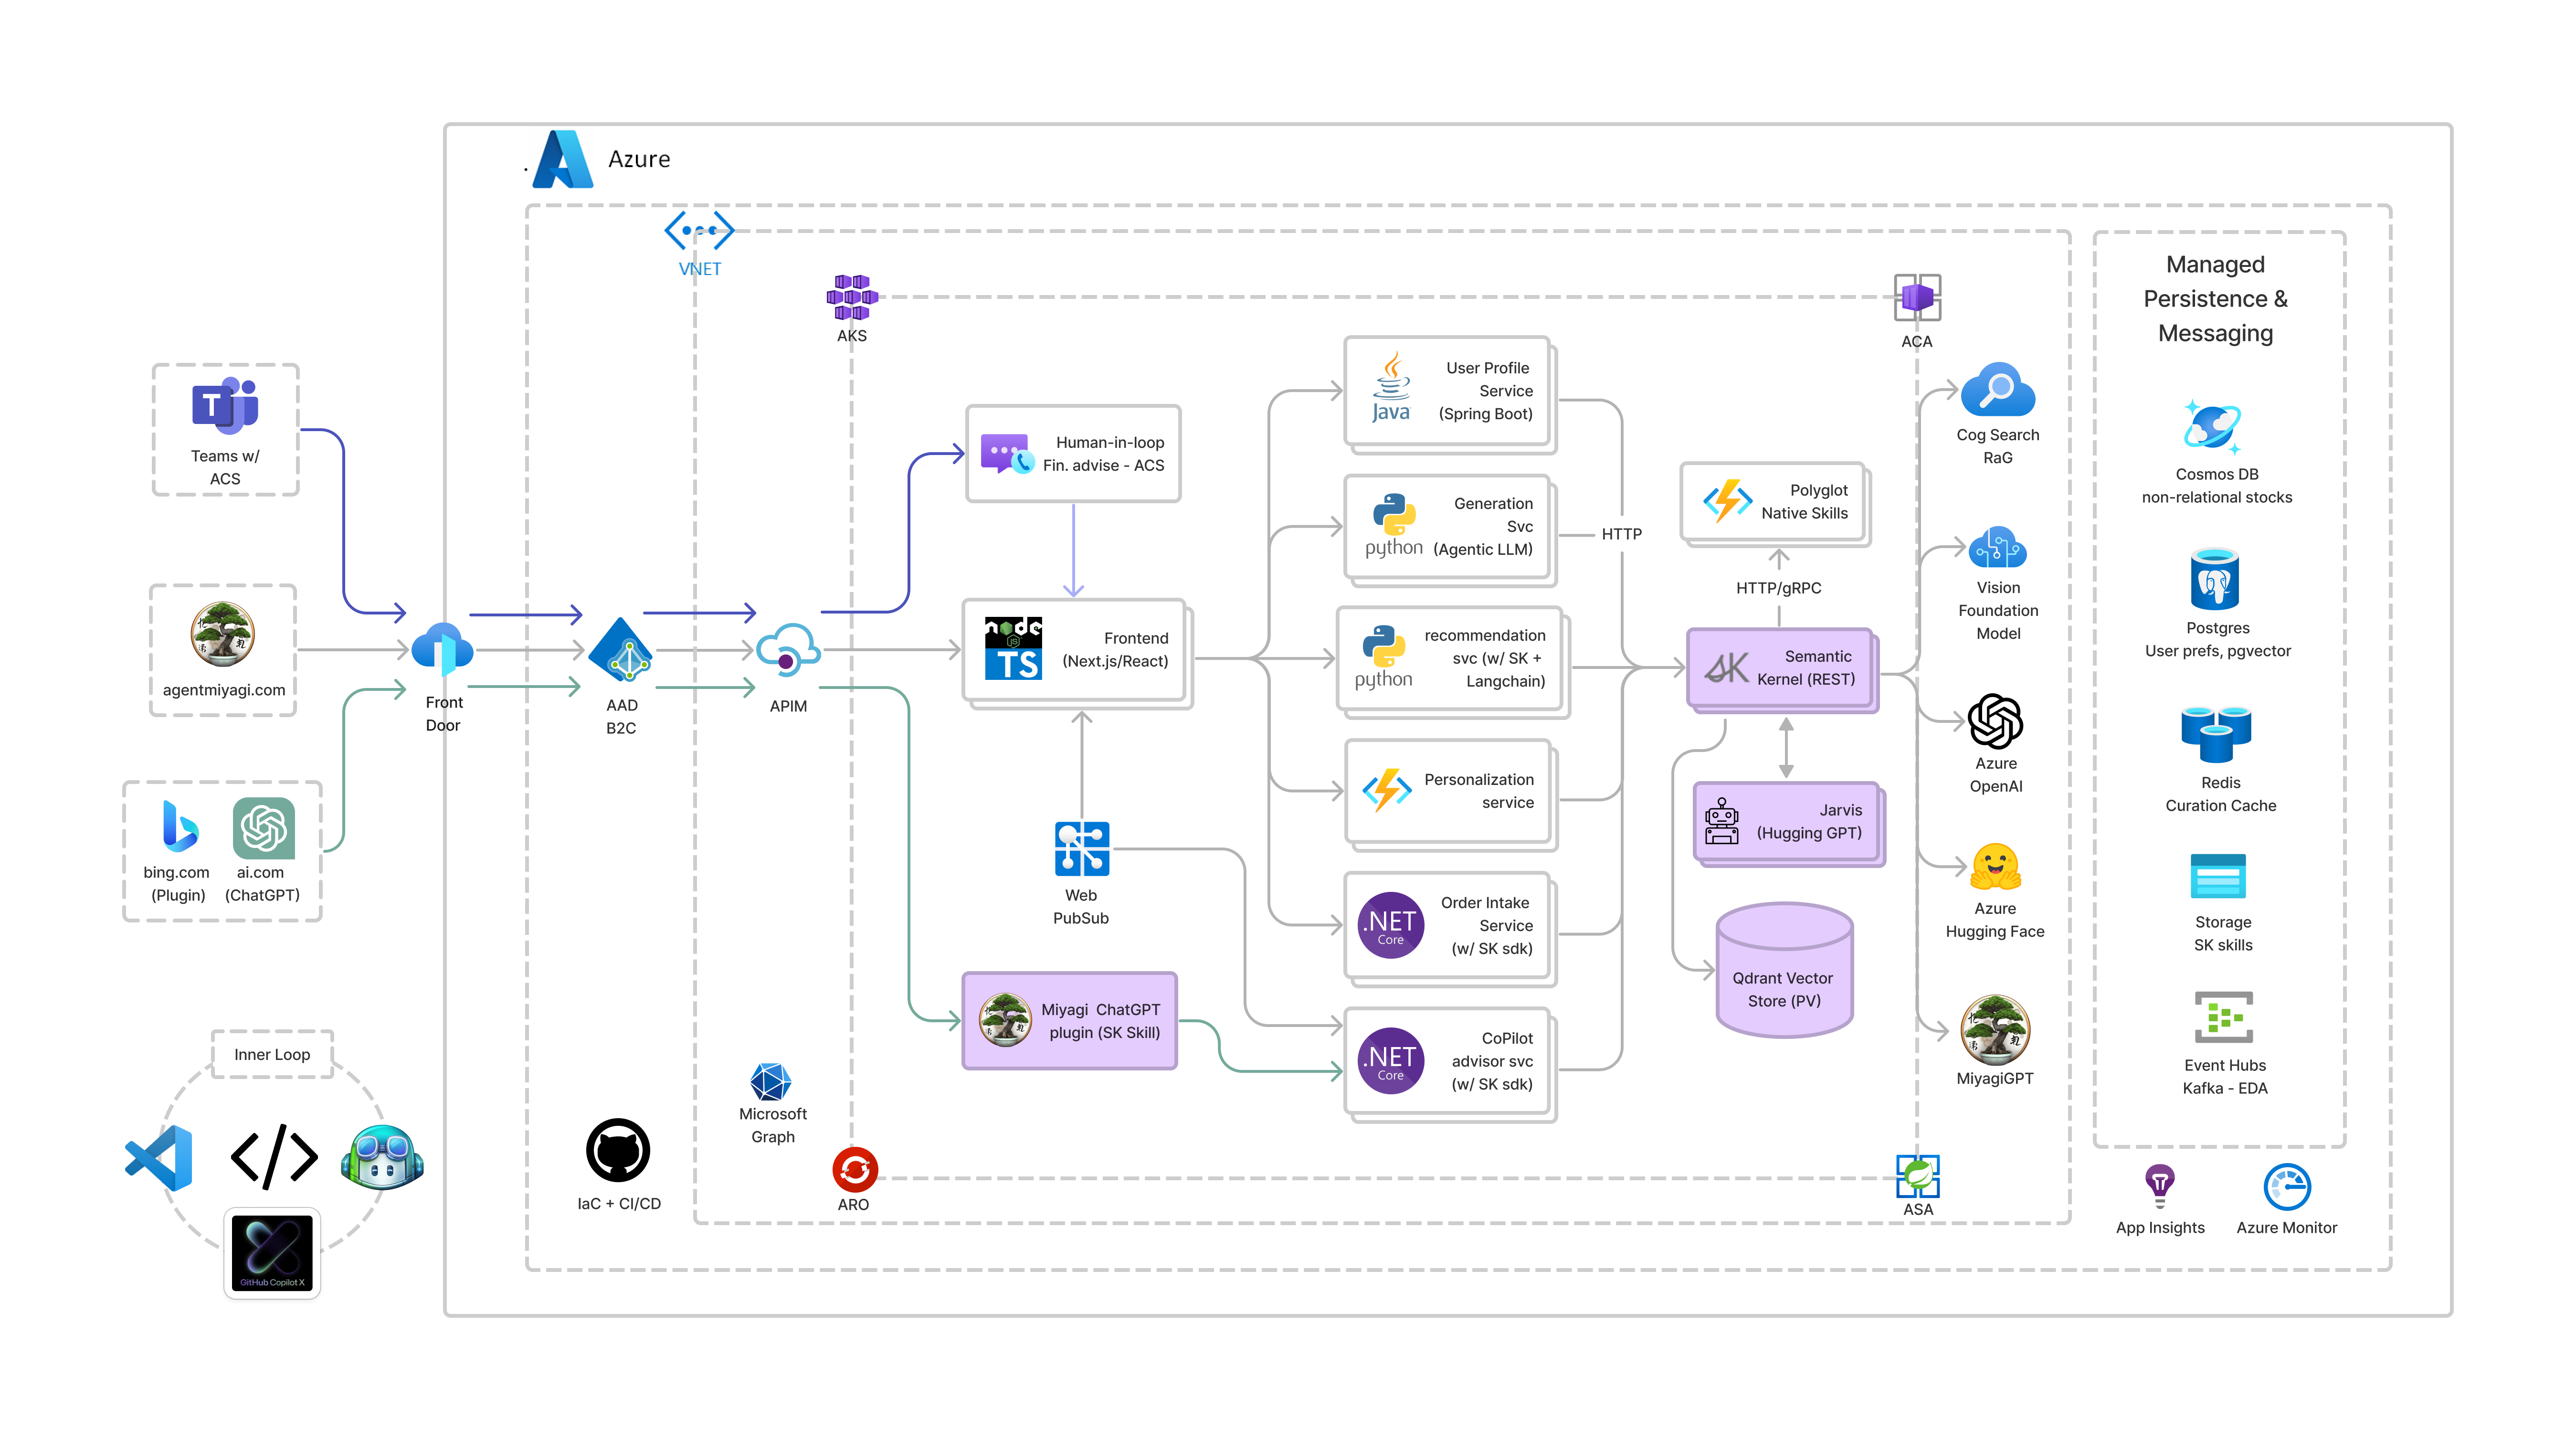 Azure
VNET
AKS
ACA
Managed
Persistence &
Messaging
Teams w/
ACS
T
agentmiyagi.com
bing.com
(Plugin)
ai.com
(ChatGPT)
Front
Door
AAD
B2C
APIM
Human-in-loop
Fin. advise - ACS
node
JS
TS
Frontend
(Next.js/React)
Web
PubSub
Miyagi ChatGPT
plugin (SK Skill)
Java
User Profile
Service
(Spring Boot)
python
Generation
Svc
(Agentic LLM)
python
recommendation
svc (w/ SK +
Langchain)
Personalization
service
.NET
Core
Order Intake
Service
(w/ SK sdk)
.NET
Core
CoPilot
advisor svc
(w/ SK sdk)
HTTP
Polyglot
Native Skills
HTTP/gRPC
SK
Semantic
Kernel (REST)
Jarvis
(Hugging GPT)
Qdrant Vector
Store (PV)
Cog Search
RaG
Vision
Foundation
Model
Azure
OpenAI
Azure
Hugging Face
MiyagiGPT
Cosmos DB
non-relational stocks
Postgres
User prefs, pgvector
Redis
Curation Cache
Storage
SK skills
Event Hubs
Kafka - EDA
App Insights
Azure Monitor
Inner Loop
</>
GitHub Copilot X
IaC + CI/CD
Microsoft
Graph
ARO
ASA